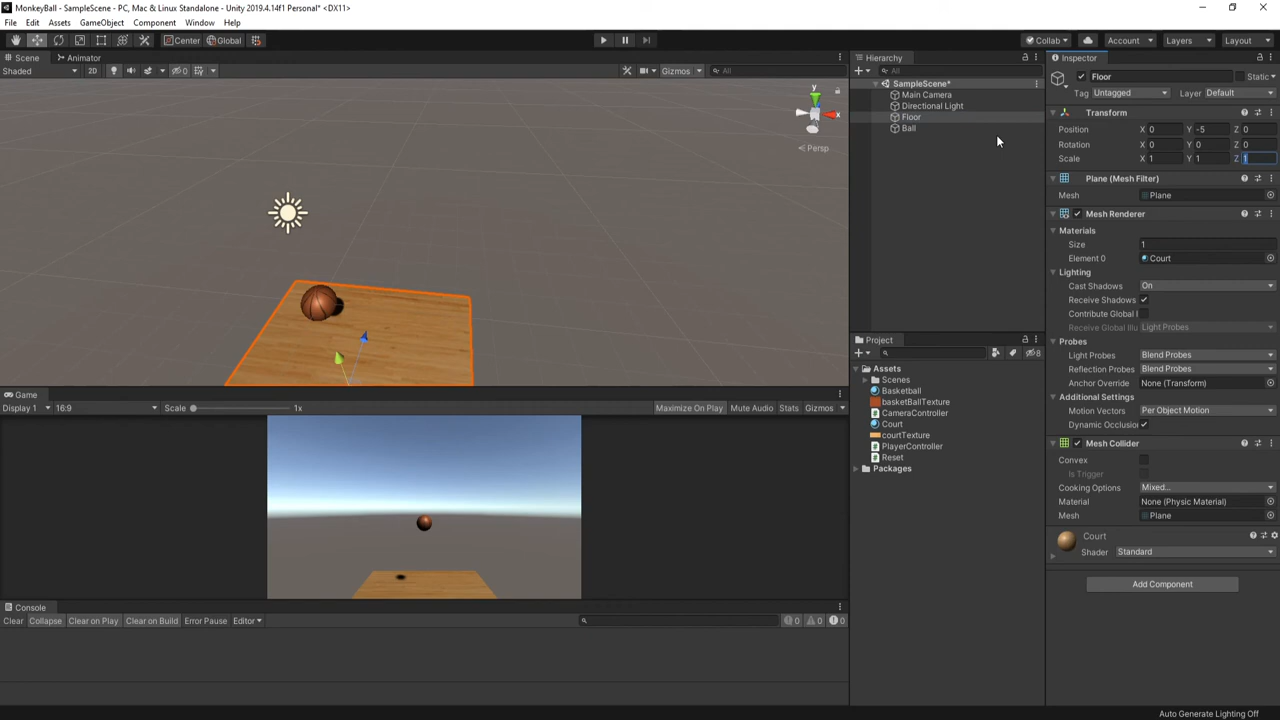 MonkeyBall - SampleScene - PC, Mac & Linux Standalone - Unity 2019.4.14f1 Personal* <DX11>
File Edit Assets GameObject Component Window Help
Center Global Collab Account Layers Layout
Scene Animator
Shaded 2D 0 Gizmos All
y
x
Persp
Game
Display 1 16:9 Scale 1x Maximize On Play Mute Audio Stats Gizmos
Console
Clear Collapse Clear on Play Clear on Build Error Pause Editor 0 0 0
Hierarchy
All
SampleScene*
Main Camera
Directional Light
Floor
Ball
Project
8
Assets
Scenes
Basketball
basketBallTexture
CameraController
Court
courtTexture
PlayerController
Reset
Packages
Inspector
Floor Static
Tag Untagged Layer Default
Transform
Position X 0 Y -5 Z 0
Rotation X 0 Y 0 Z 0
Scale X 1 Y 1 Z 1
Plane (Mesh Filter)
Mesh Plane
Mesh Renderer
Materials
Size 1
Element 0 Court
Lighting
Cast Shadows On
Receive Shadows
Contribute Global I
Receive Global Illu Light Probes
Probes
Light Probes Blend Probes
Reflection Probes Blend Probes
Anchor Override None (Transform)
Additional Settings
Motion Vectors Per Object Motion
Dynamic Occlusio
Mesh Collider
Convex
Is Trigger
Cooking Options Mixed...
Material None (Physic Material)
Mesh Plane
Court
Shader Standard
Add Component
Auto Generate Lighting Off